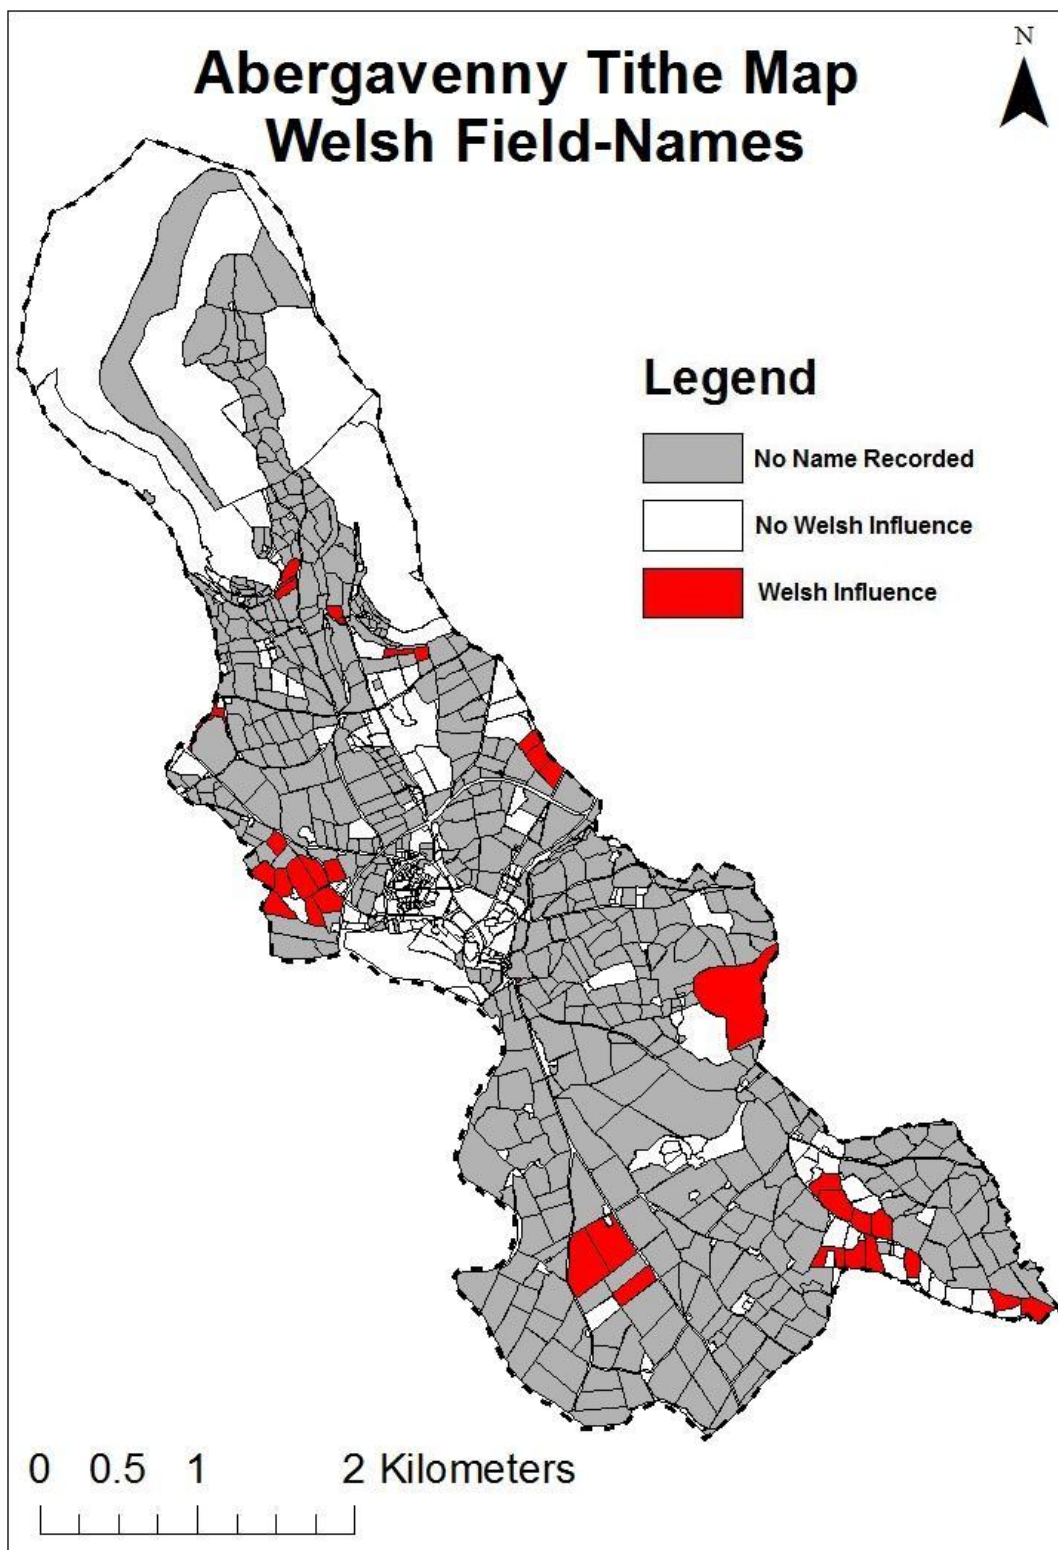 Abergavenny Tithe Map
Welsh Field-Names
N
Legend
No Name Recorded
No Welsh Influence
Welsh Influence
0 0.5 1 2 Kilometers